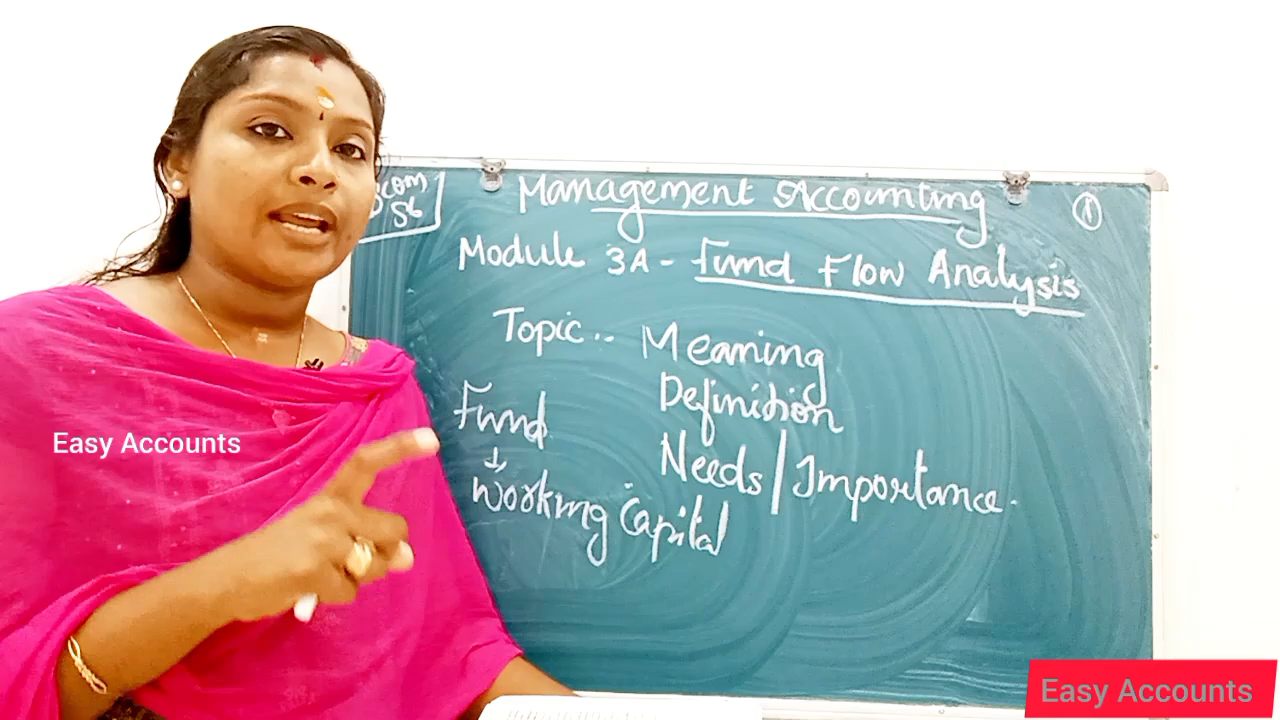 Bcom
S6
Management Accounting
1
Module 3A - Fund Flow Analysis
Topic.. Meaning
Definition
Needs / Importance.
Fund
↓
Working Capital
Easy Accounts
Easy Accounts